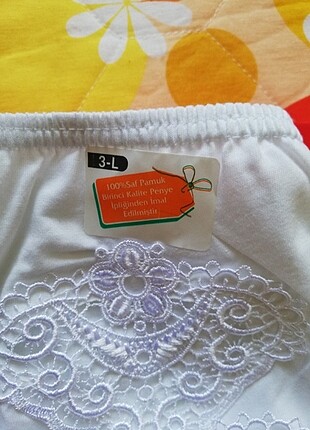 3-L
100%Saf Pamuk
Birinci Kalite Penye
İpliğinden İmal
Edilmiştir.